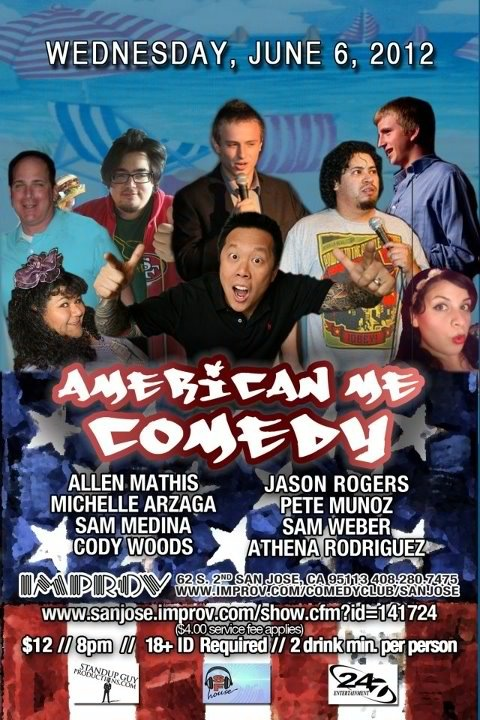 WEDNESDAY, JUNE 6, 2012
AMERICAN ME
COMEDY
ALLEN MATHIS
JASON ROGERS
MICHELLE ARZAGA
PETE MUNOZ
SAM MEDINA
SAM WEBER
CODY WOODS
ATHENA RODRIGUEZ
IMPROV
62 S. 2ND SAN JOSE, CA 95113 408.280.7475
WWW.IMPROV.COM/COMEDYCLUB/SANJOSE
www.sanjose.improv.com/show.cfm?id=141724
($4.00 service fee applies)
$12 // 8pm // 18+ ID Required // 2 drink min. per person
STANDUP GUY
PRODUCTIONS.COM
house
24-7
ENTERTAINMENT